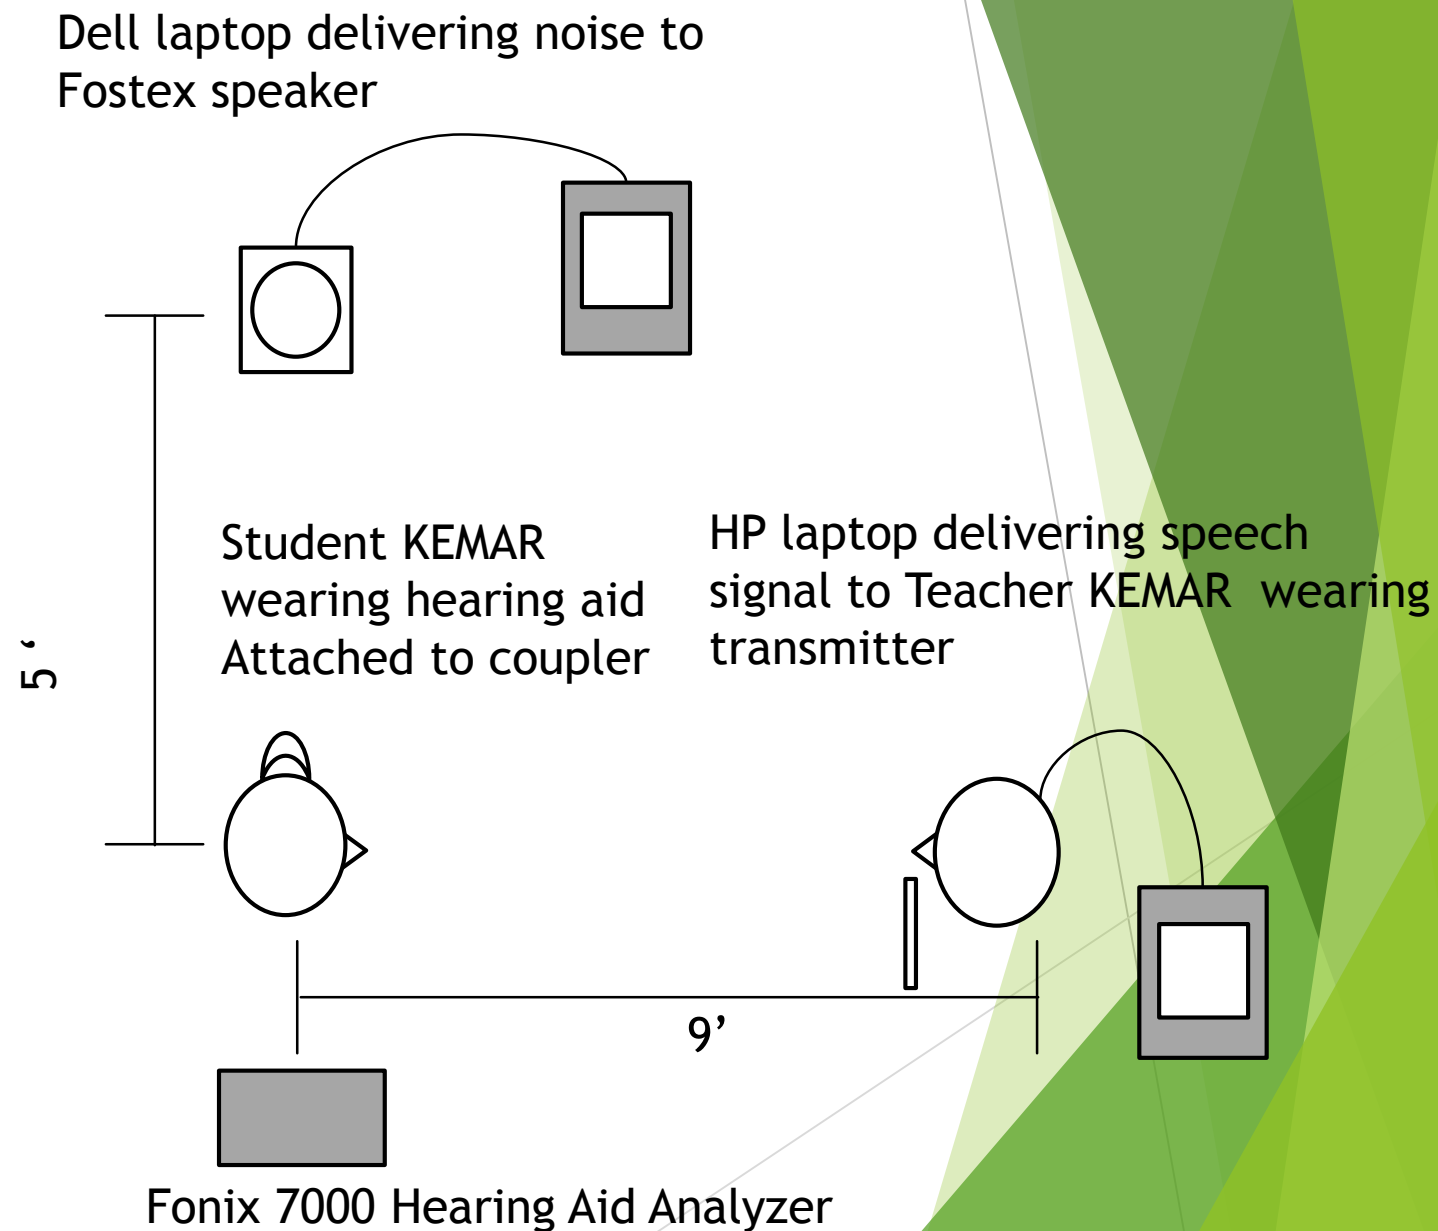 Dell laptop delivering noise to
Fostex speaker
Student KEMAR
wearing hearing aid
Attached to coupler
HP laptop delivering speech
signal to Teacher KEMAR  wearing
transmitter
5‘
9’
Fonix 7000 Hearing Aid Analyzer